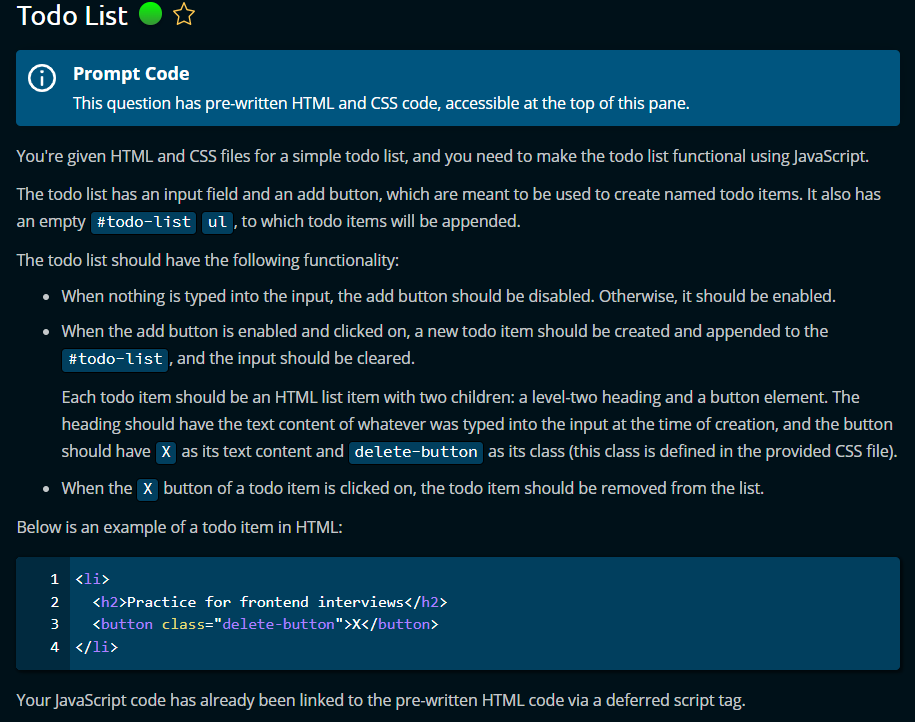 Todo List
Prompt Code
This question has pre-written HTML and CSS code, accessible at the top of this pane.
You're given HTML and CSS files for a simple todo list, and you need to make the todo list functional using JavaScript.
The todo list has an input field and an add button, which are meant to be used to create named todo items. It also has
an empty #todo-list ul, to which todo items will be appended.
The todo list should have the following functionality:
• When nothing is typed into the input, the add button should be disabled. Otherwise, it should be enabled.
• When the add button is enabled and clicked on, a new todo item should be created and appended to the
#todo-list, and the input should be cleared.
Each todo item should be an HTML list item with two children: a level-two heading and a button element. The
heading should have the text content of whatever was typed into the input at the time of creation, and the button
should have X as its text content and delete-button as its class (this class is defined in the provided CSS file).
• When the X button of a todo item is clicked on, the todo item should be removed from the list.
Below is an example of a todo item in HTML:
1 <li>
2   <h2>Practice for frontend interviews</h2>
3   <button class="delete-button">X</button>
4 </li>
Your JavaScript code has already been linked to the pre-written HTML code via a deferred script tag.